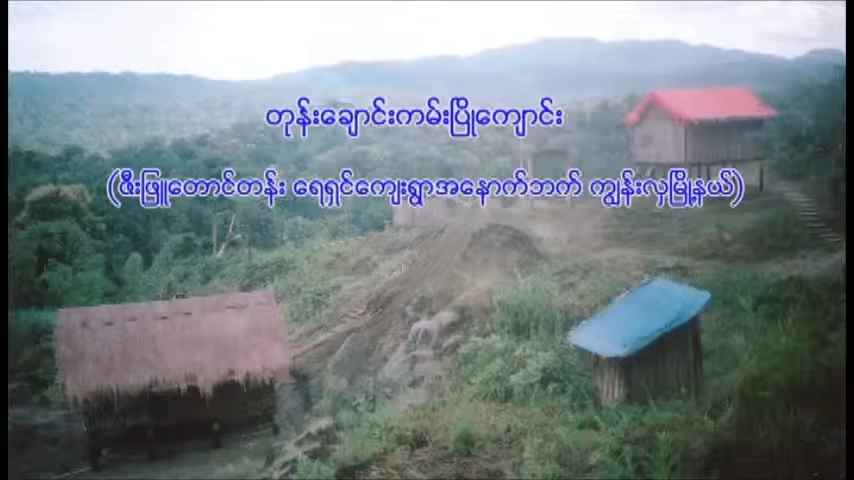 တုန်းချောင်းကမ်းပြိုကျောင်း
(ဇီးဖြူတောင်တန်း ရေရှင်ကျေးရွာအနောက်ဘက် ကျွန်းလှမြို့နယ်)